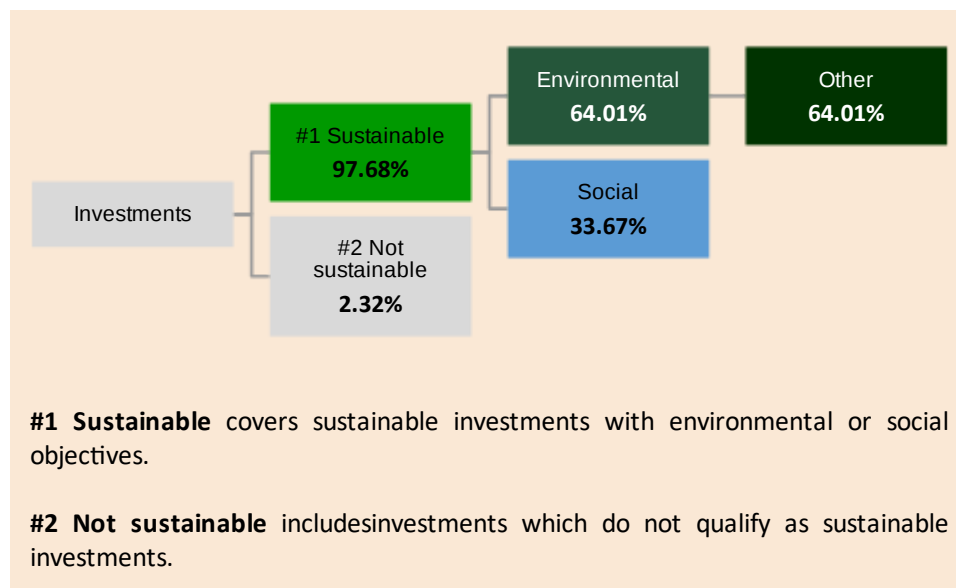 Environmental
64.01%
Other
64.01%
#1 Sustainable
97.68%
Social
33.67%
Investments
#2 Not
sustainable
2.32%
#1 Sustainable covers sustainable investments with environmental or social
objectives.
#2 Not sustainable includesinvestments which do not qualify as sustainable
investments.